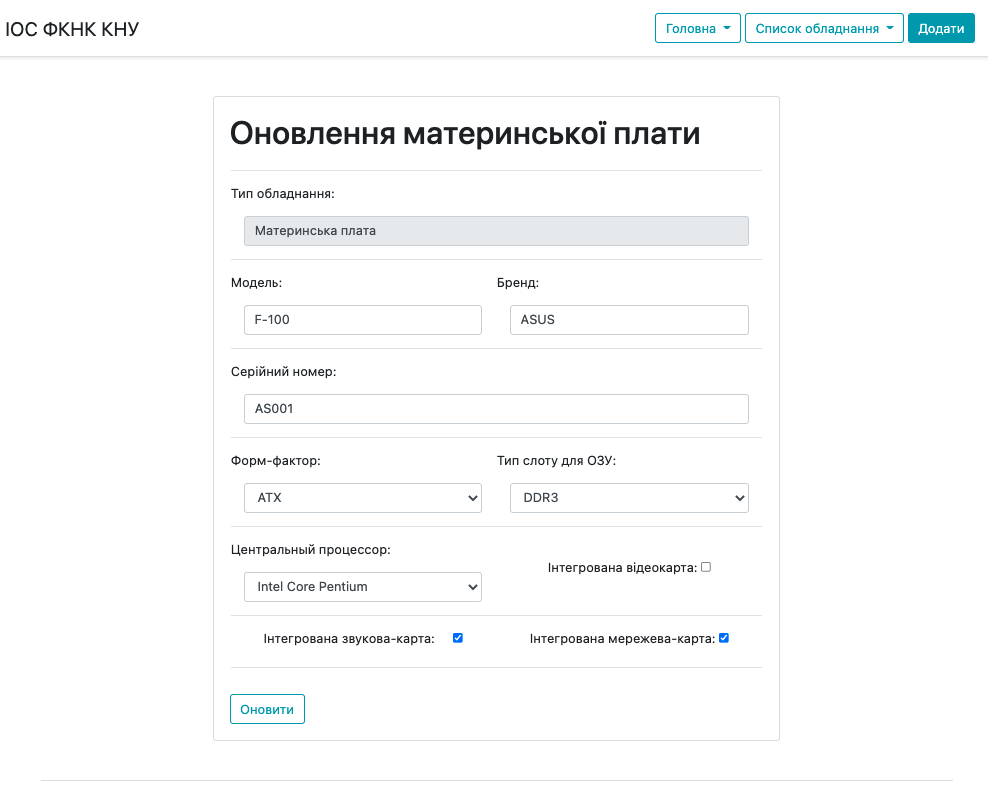 ІОС ФКНК КНУ
Головна
Список обладнання
Додати
Оновлення материнської плати
Тип обладнання:
Материнська плата
Модель:
Бренд:
F-100
ASUS
Серійний номер:
AS001
Форм-фактор:
Тип слоту для ОЗУ:
ATX
DDR3
Центральный процессор:
Інтегрована відеокарта:
Intel Core Pentium
Інтегрована звукова-карта:
Інтегрована мережева-карта:
Оновити